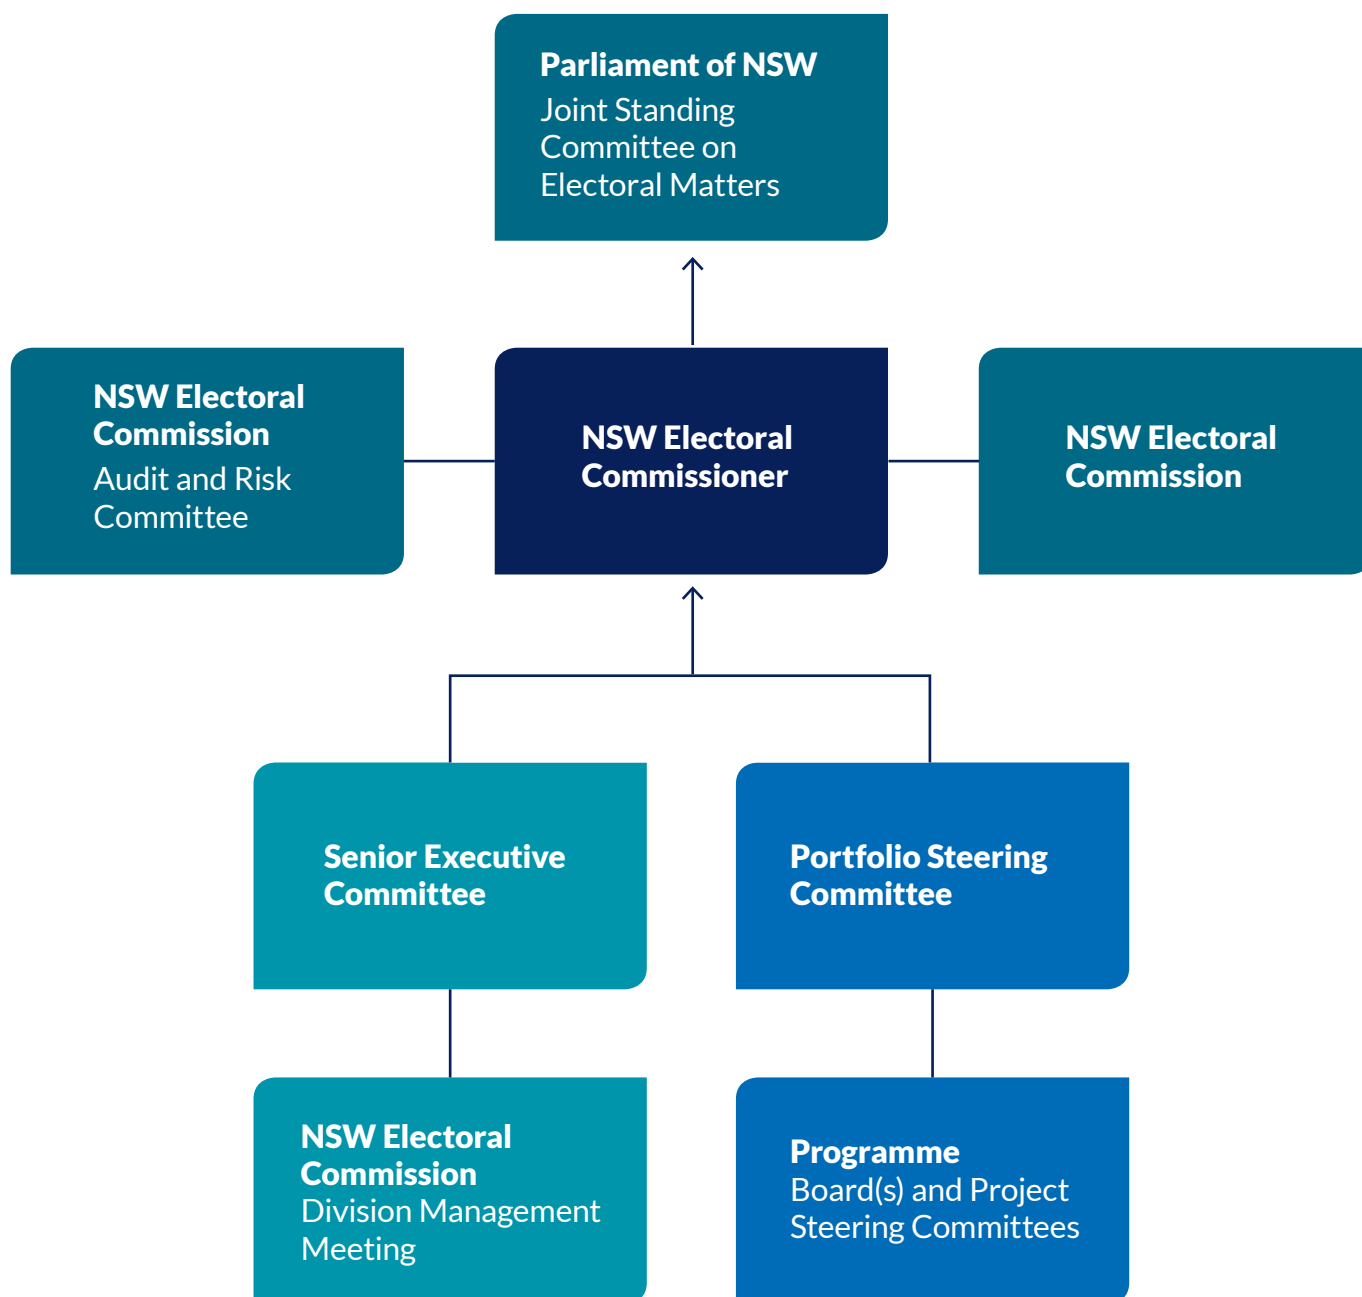 Parliament of NSW
Joint Standing
Committee on
Electoral Matters
NSW Electoral
Commission
Audit and Risk
Committee
NSW Electoral
Commissioner
NSW Electoral
Commission
Senior Executive
Committee
Portfolio Steering
Committee
NSW Electoral
Commission
Division Management
Meeting
Programme
Board(s) and Project
Steering Committees